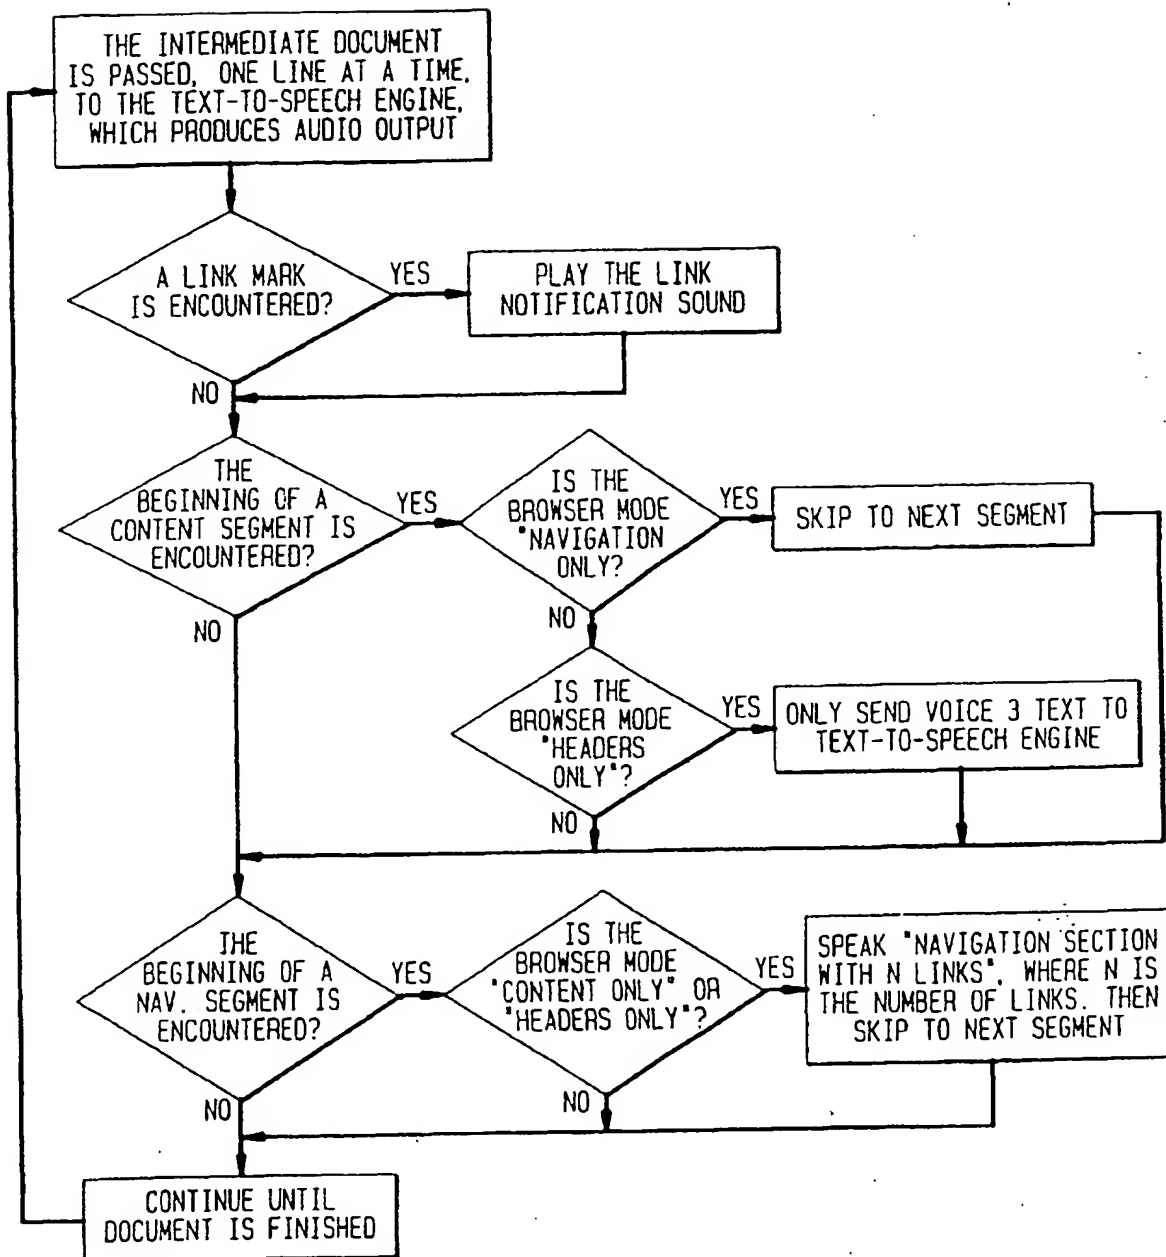 THE INTERMEDIATE DOCUMENT
IS PASSED, ONE LINE AT A TIME,
TO THE TEXT-TO-SPEECH ENGINE,
WHICH PRODUCES AUDIO OUTPUT
A LINK MARK
IS ENCOUNTERED?
YES
PLAY THE LINK
NOTIFICATION SOUND
NO
THE
BEGINNING OF A
CONTENT SEGMENT IS
ENCOUNTERED?
YES
IS THE
BROWSER MODE
"NAVIGATION
ONLY?
YES
SKIP TO NEXT SEGMENT
NO
NO
IS THE
BROWSER MODE
"HEADERS
ONLY"?
YES
ONLY SEND VOICE 3 TEXT TO
TEXT-TO-SPEECH ENGINE
NO
THE
BEGINNING OF A
NAV. SEGMENT IS
ENCOUNTERED?
YES
IS THE
BROWSER MODE
"CONTENT ONLY" OR
"HEADERS ONLY"?
YES
SPEAK "NAVIGATION SECTION
WITH N LINKS", WHERE N IS
THE NUMBER OF LINKS. THEN
SKIP TO NEXT SEGMENT
NO
NO
CONTINUE UNTIL
DOCUMENT IS FINISHED